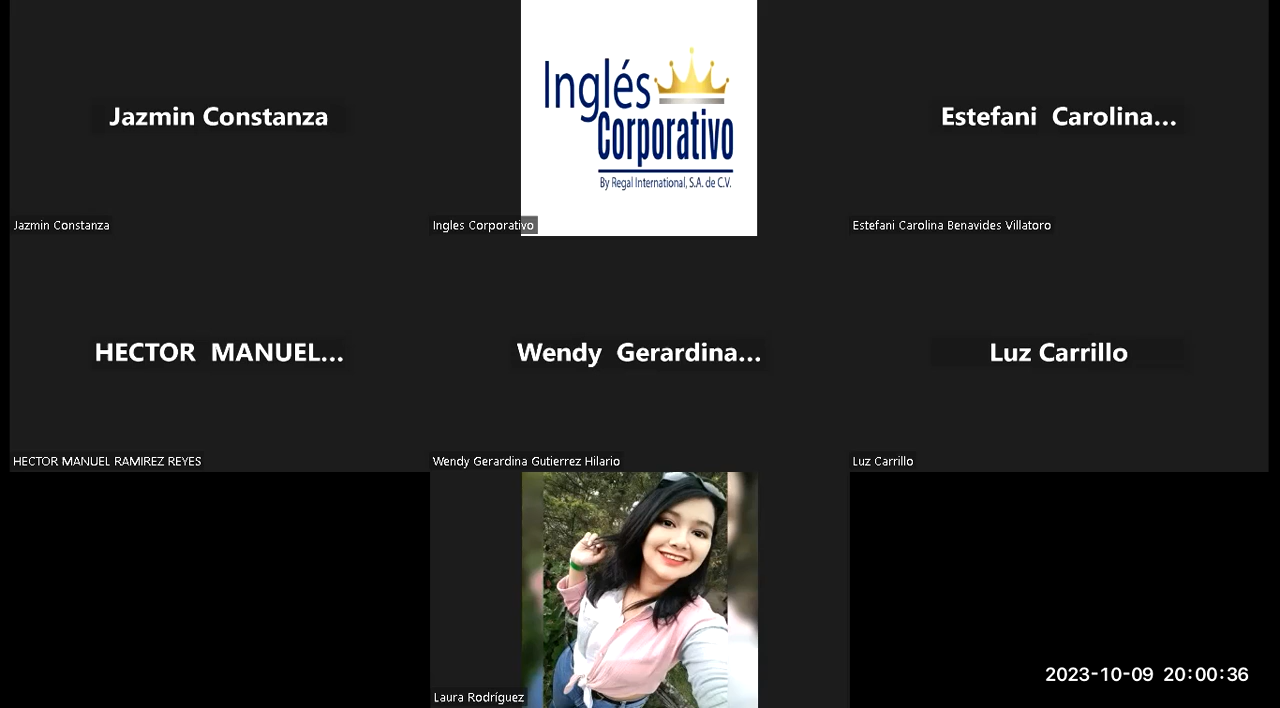 Jazmin Constanza
Inglés
Corporativo
By Regal International, S.A. de C.V.
Estefani Carolina...
Jazmin Constanza
Ingles Corporativo
Estefani Carolina Benavides Villatoro
HECTOR MANUEL...
Wendy Gerardina...
Luz Carrillo
HECTOR MANUEL RAMIREZ REYES
Wendy Gerardina Gutierrez Hilario
Luz Carrillo
Laura Rodríguez
2023-10-09 20:00:36